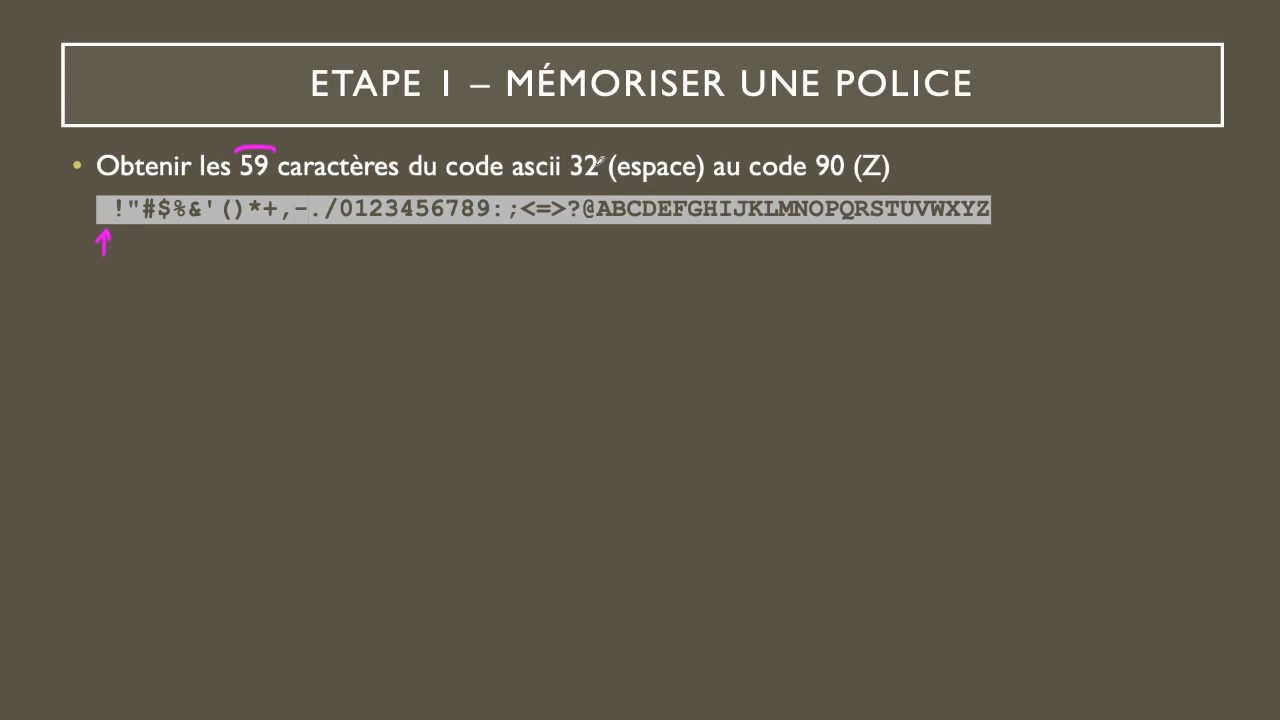 ETAPE 1 – MÉMORISER UNE POLICE
• Obtenir les 59 caractères du code ascii 32 (espace) au code 90 (Z)
!"#$%&'()*+,-./0123456789:;<=>?@ABCDEFGHIJKLMNOPQRSTUVWXYZ